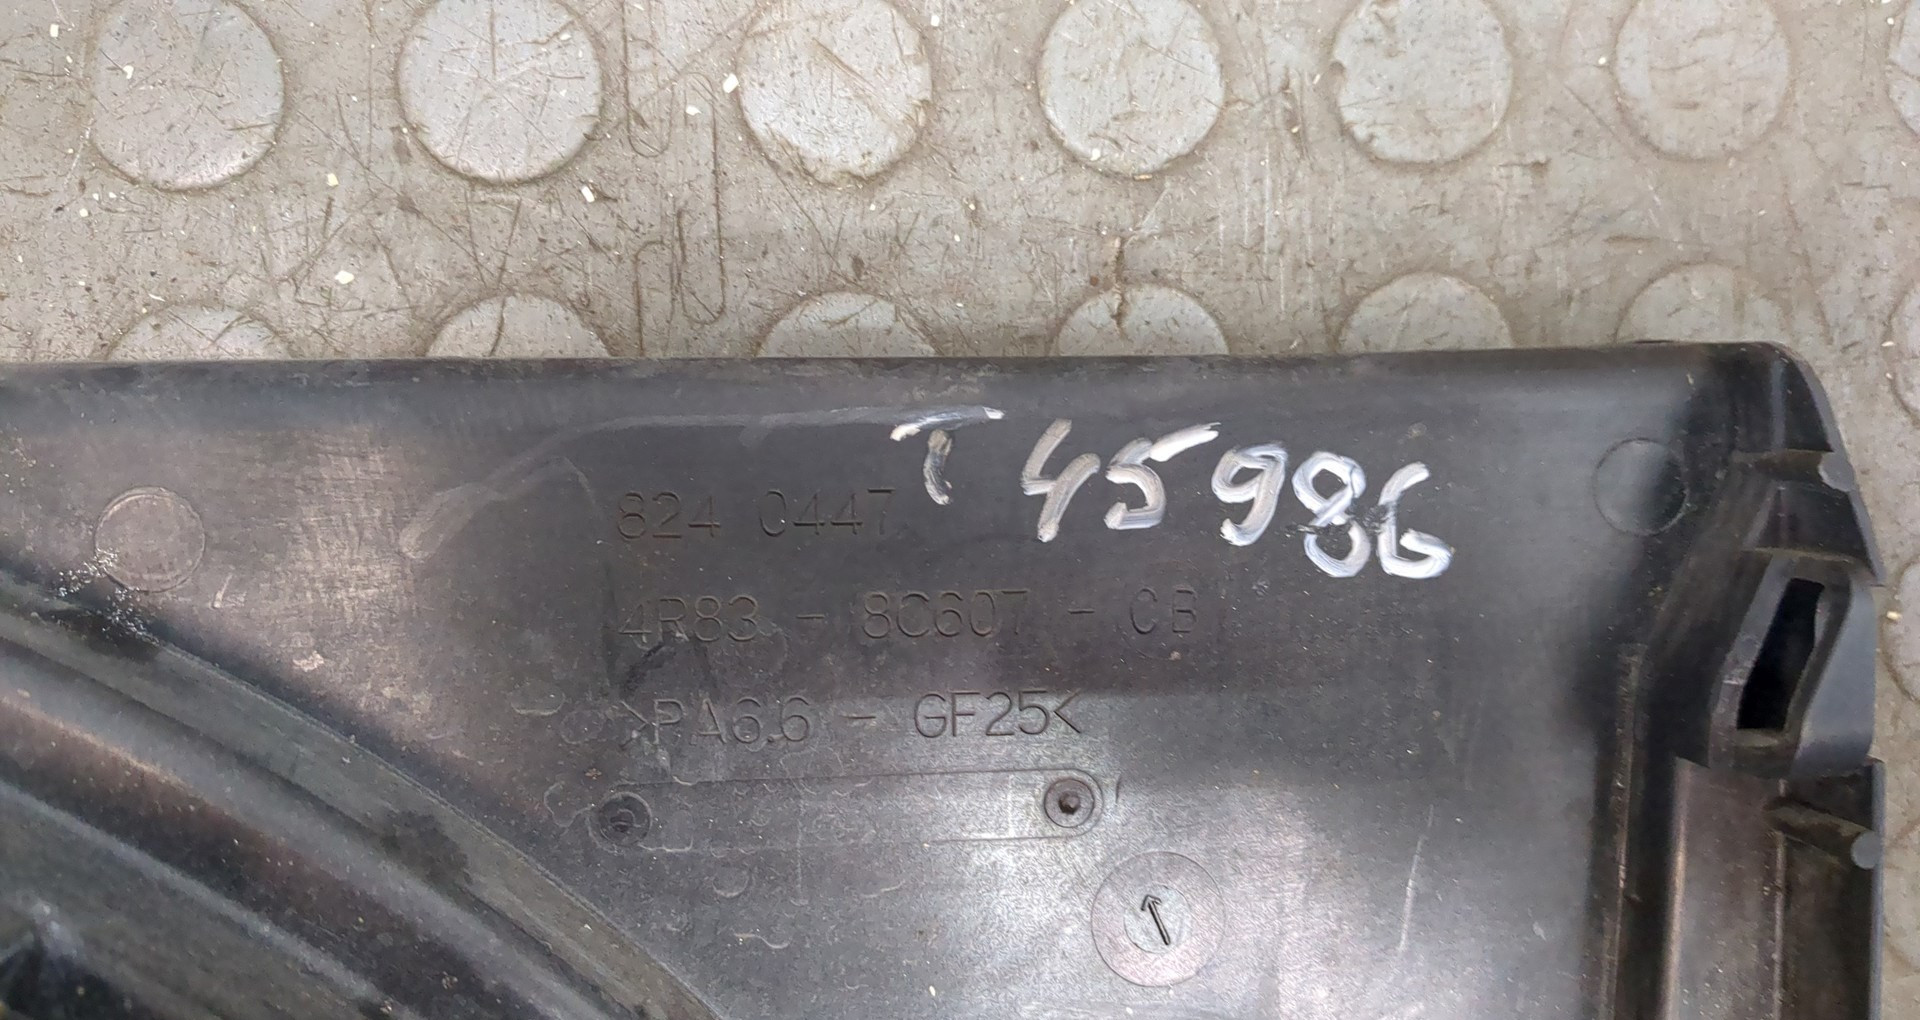 T 45986
824 0447
4R83 - 8C607 - CB
>PA6.6 - GF25<